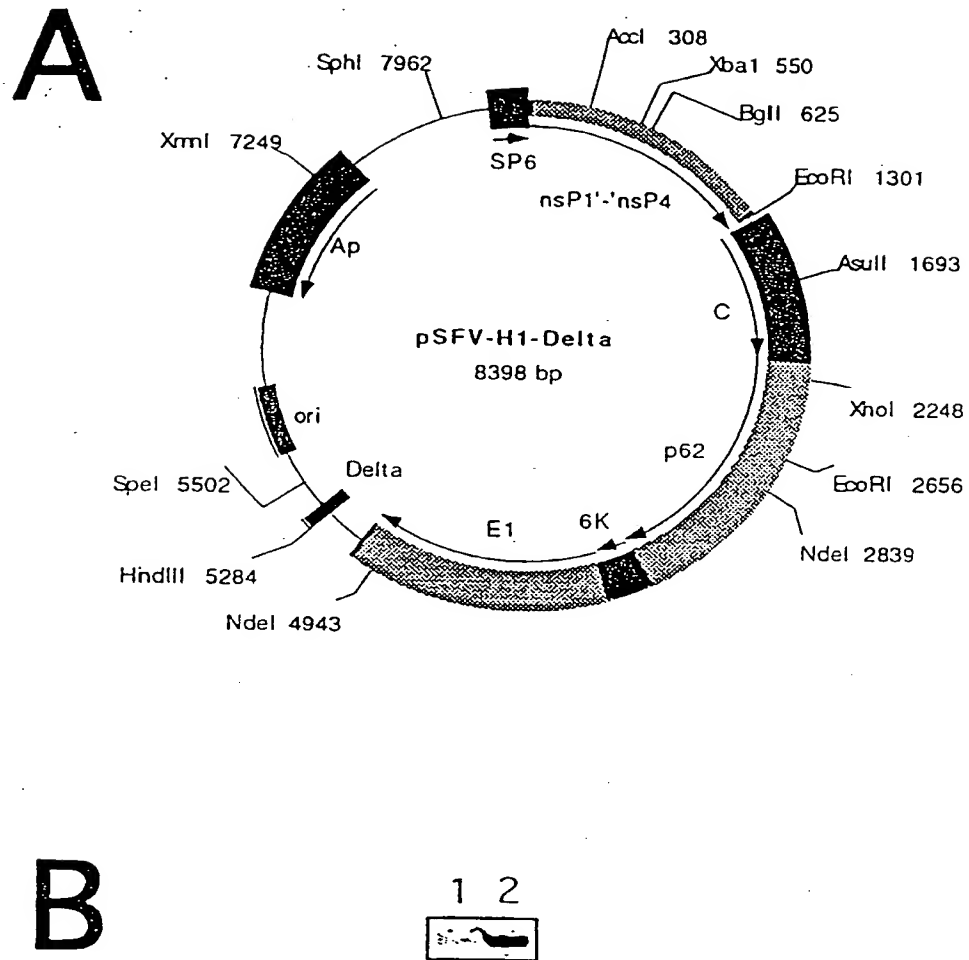 A
AccI 308
SphI 7962
Xba1 550
BglI 625
XmnI 7249
SP6
EcoRI 1301
nsP1'-'nsP4
Ap
AsuII 1693
C
pSFV-H1-Delta
8398 bp
XhoI 2248
ori
p62
Delta
SpeI 5502
EcoRI 2656
6K
E1
NdeI 2839
HindIII 5284
NdeI 4943
B
1 2